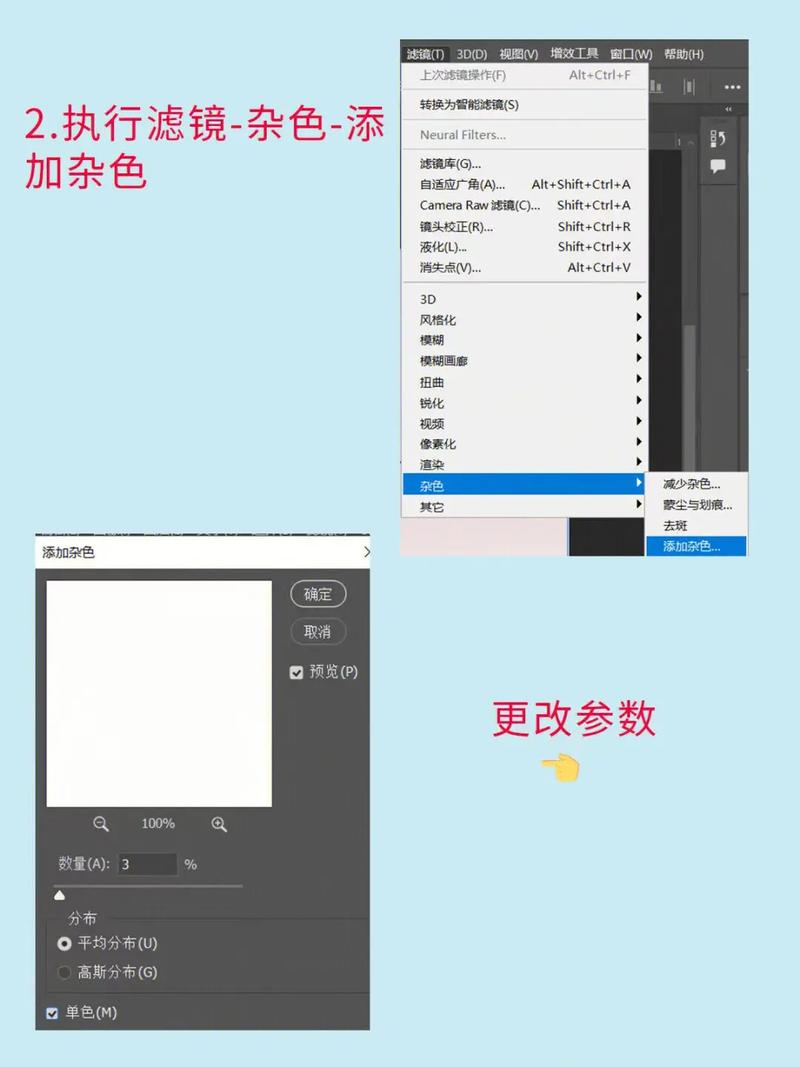 2.执行滤镜-杂色-添
加杂色
滤镜(T) 3D(D) 视图(V) 增效工具 窗口(W) 帮助(H)
上次滤镜操作(F) Alt+Ctrl+F
转换为智能滤镜(S)
Neural Filters...
滤镜库(G)...
自适应广角(A)... Alt+Shift+Ctrl+A
Camera Raw 滤镜(C)... Shift+Ctrl+A
镜头校正(R)... Shift+Ctrl+R
液化(L)... Shift+Ctrl+X
消失点(V)... Alt+Ctrl+V
3D
风格化
模糊
模糊画廊
扭曲
锐化
视频
像素化
渲染
杂色
其它
减少杂色...
蒙尘与划痕...
去斑
添加杂色...
添加杂色
确定
取消
预览(P)
100%
数量(A): 3 %
分布
平均分布(U)
高斯分布(G)
单色(M)
更改参数